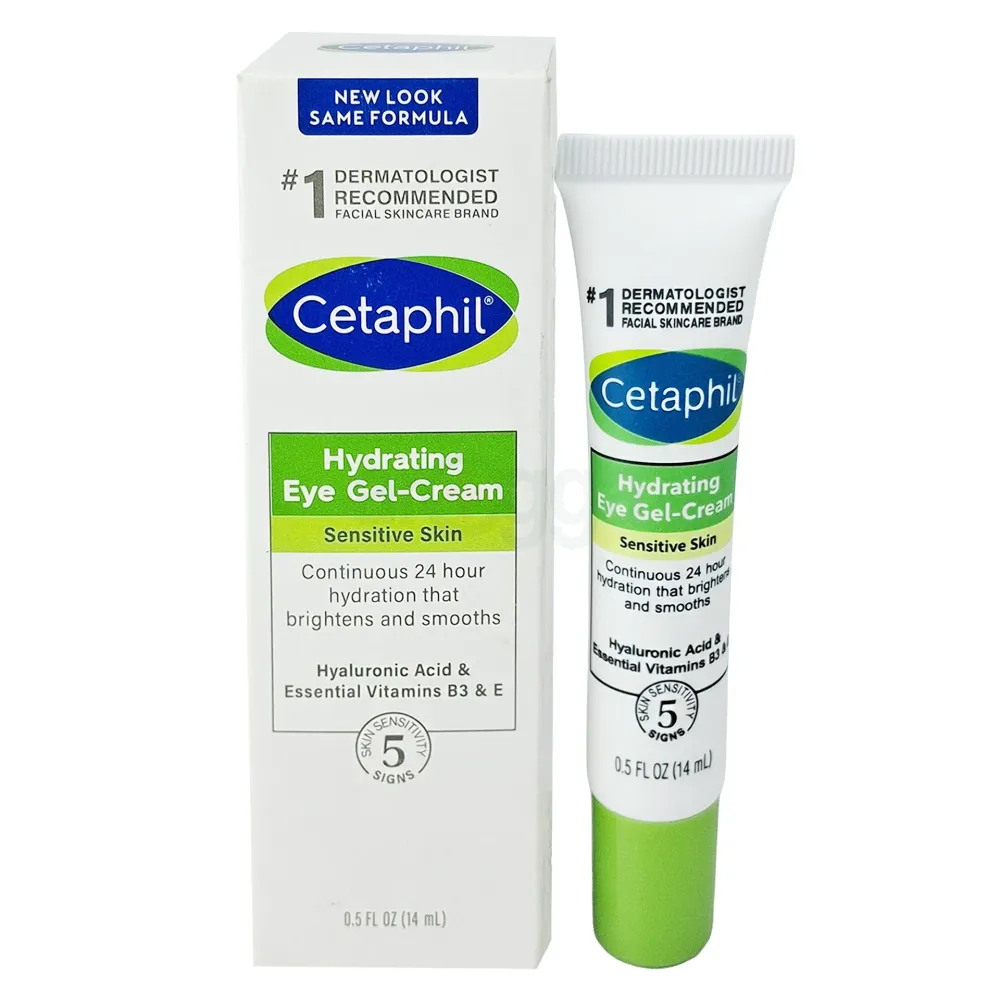 Cetaphil
NEW LOOK
SAME FORMULA
#1 DERMATOLOGIST
RECOMMENDED
FACIAL SKINCARE BRAND
Cetaphil®
Hydrating
Eye Gel-Cream
Sensitive Skin
Continuous 24 hour
hydration that
brightens and smooths
Hyaluronic Acid &
Essential Vitamins B3 & E
SKIN SENSITIVITY
5
SIGNS
0.5 FL OZ (14 mL)
#1 DERMATOLOGIST
RECOMMENDED
FACIAL SKINCARE BRAND
Cetaphil
Hydrating
Eye Gel-Cream
Sensitive Skin
Continuous 24 hour
hydration that brightens
and smooths
Hyaluronic Acid &
Essential Vitamins B3 &
SKIN SENSITIVITY
5
SIGNS
0.5 FL OZ (14 mL)